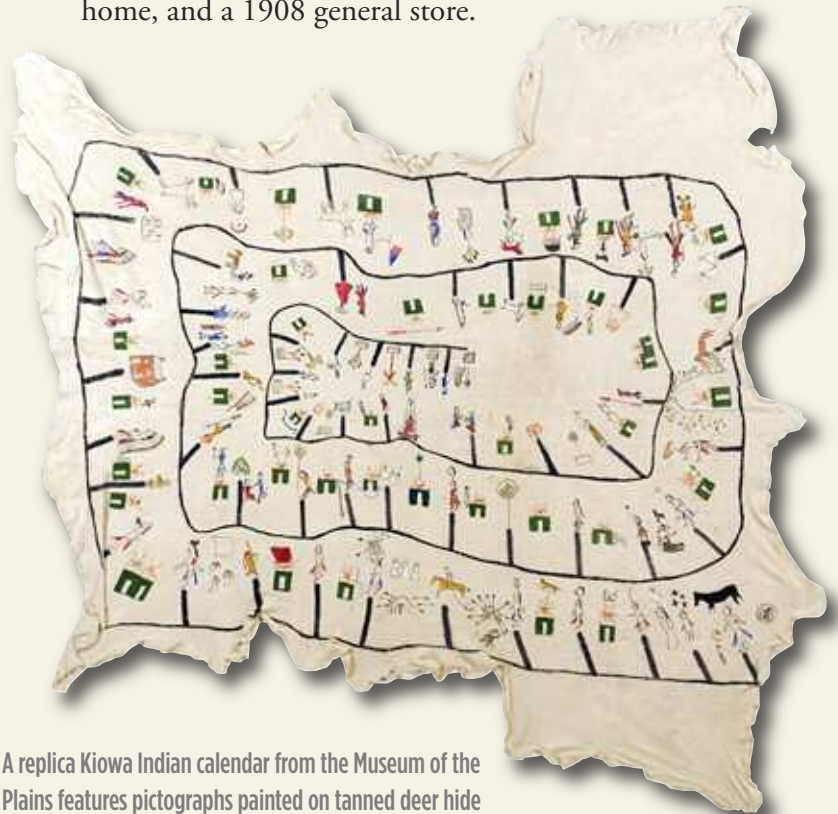 home, and a 1908 general store.
A replica Kiowa Indian calendar from the Museum of the
Plains features pictographs painted on tanned deer hide